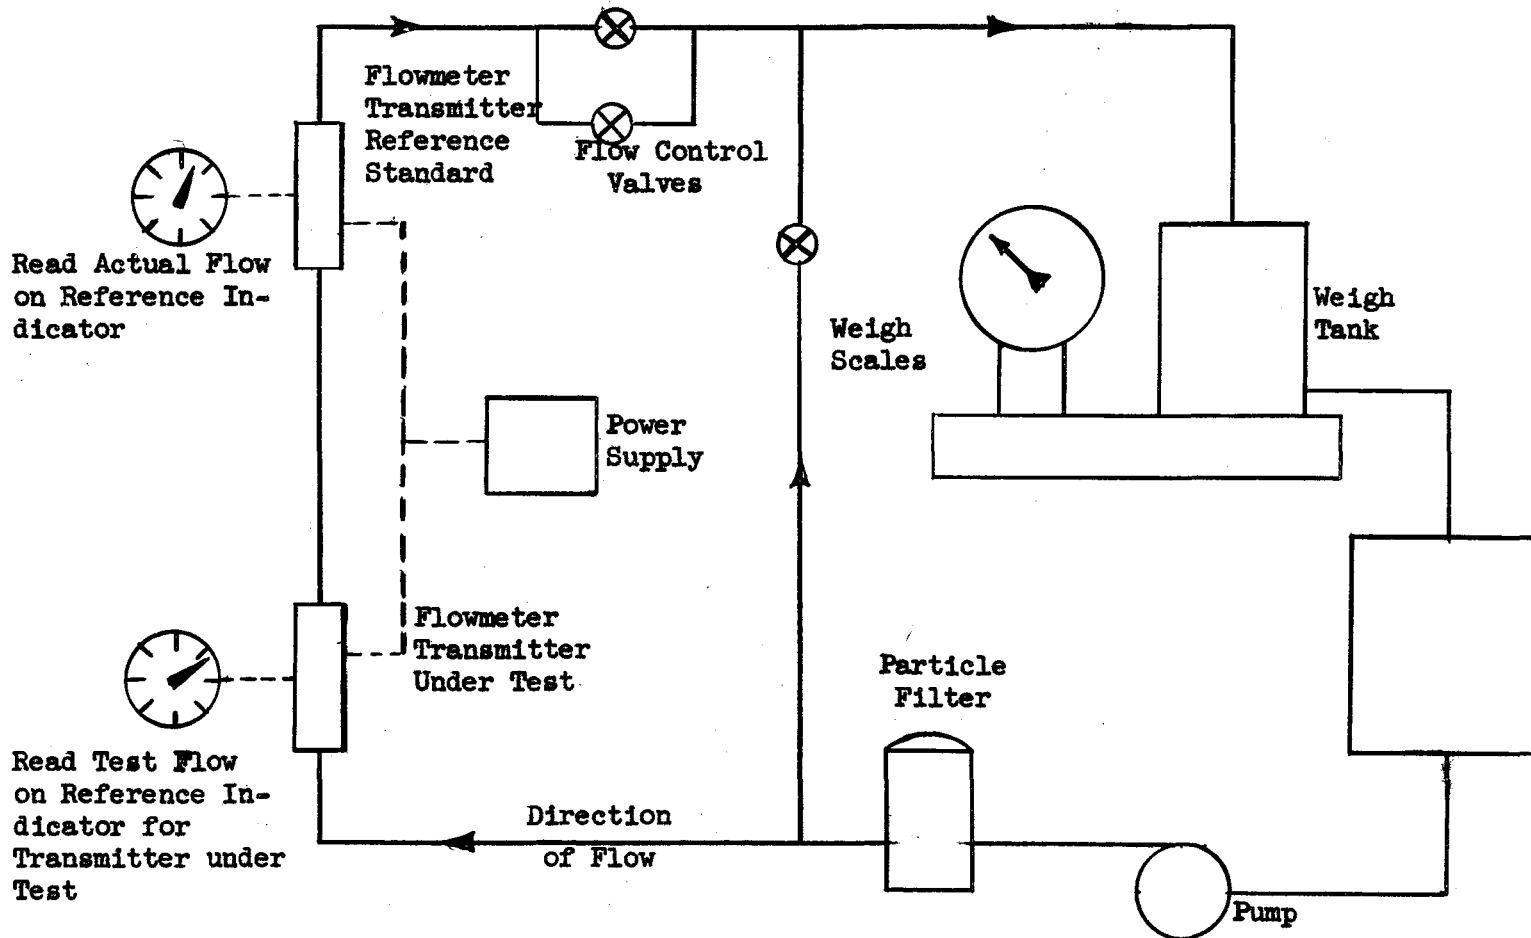 Flowmeter
Transmitter
Reference
Standard
Flow Control
Valves
Read Actual Flow
on Reference In-
dicator
Weigh
Scales
Weigh
Tank
Power
Supply
Flowmeter
Transmitter
Under Test
Particle
Filter
Read Test Flow
on Reference In-
dicator for
Transmitter under
Test
Direction
of Flow
Pump